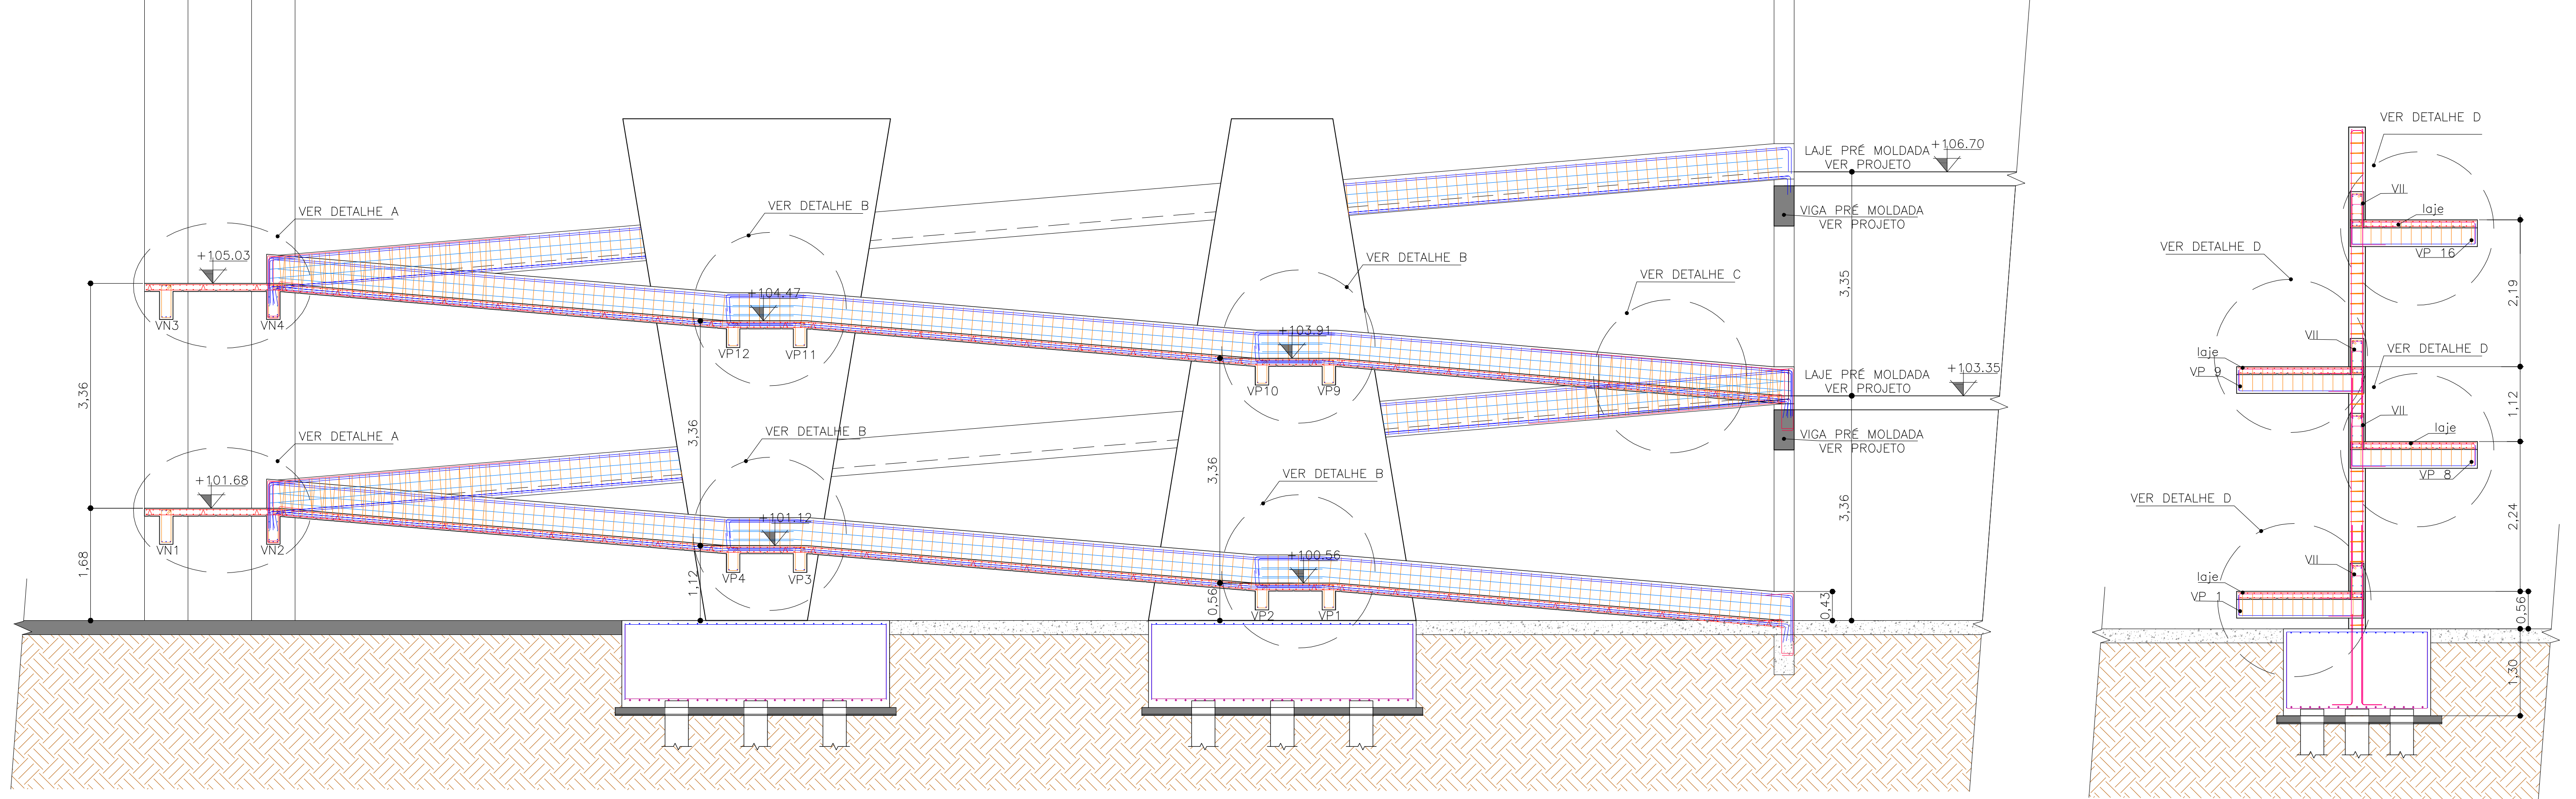 VER DETALHE A
+105.03
VN3
VN4
3,36
VER DETALHE A
+101.68
VN1
VN2
1,68
VER DETALHE B
+104.47
VP12
VP11
3,36
VER DETALHE B
+101.12
VP4
VP3
1,12
VER DETALHE B
+103.91
VP10
VP9
3,36
VER DETALHE B
+100.56
VP2
VP1
0,56
VER DETALHE C
LAJE PRÉ MOLDADA
VER PROJETO
+106.70
VIGA PRÉ MOLDADA
VER PROJETO
3,35
LAJE PRÉ MOLDADA
VER PROJETO
+103.35
VIGA PRÉ MOLDADA
VER PROJETO
3,36
0,43
VER DETALHE D
VII
laje
VP 16
VER DETALHE D
2,19
VII
laje
VP 9
VER DETALHE D
1,12
VII
laje
VP 8
VER DETALHE D
2,24
VII
laje
VP 1
0,56
1,30